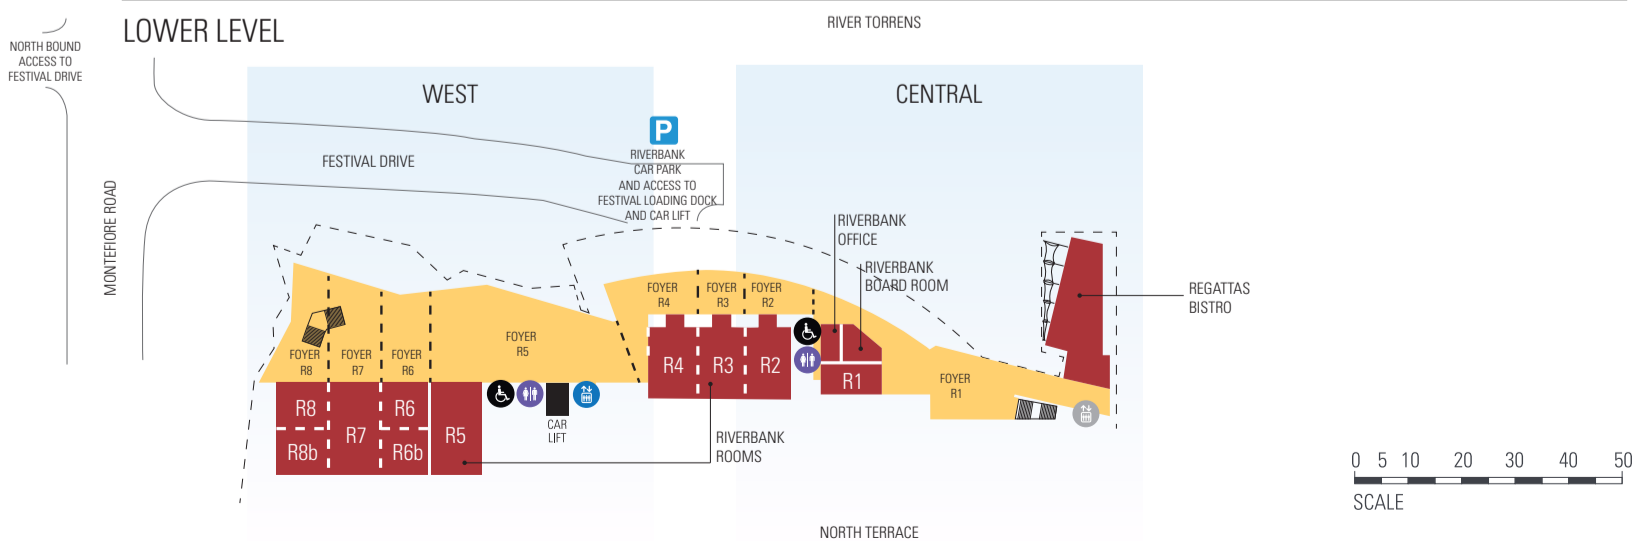 RIVER TORRENS
LOWER LEVEL
NORTH BOUND
ACCESS TO
FESTIVAL DRIVE
WEST
CENTRAL
P
RIVERBANK
CAR PARK
AND ACCESS TO
FESTIVAL LOADING DOCK
AND CAR LIFT
FESTIVAL DRIVE
MONTEFIORE ROAD
RIVERBANK
OFFICE
RIVERBANK
BOARD ROOM
REGATTAS
BISTRO
FOYER
R8
FOYER
R7
FOYER
R6
FOYER
R5
FOYER
R4
FOYER
R3
FOYER
R2
FOYER
R1
R4
R3
R2
R1
R8
R8b
R7
R6
R6b
R5
CAR
LIFT
RIVERBANK
ROOMS
0 5 10 20 30 40 50
SCALE
NORTH TERRACE